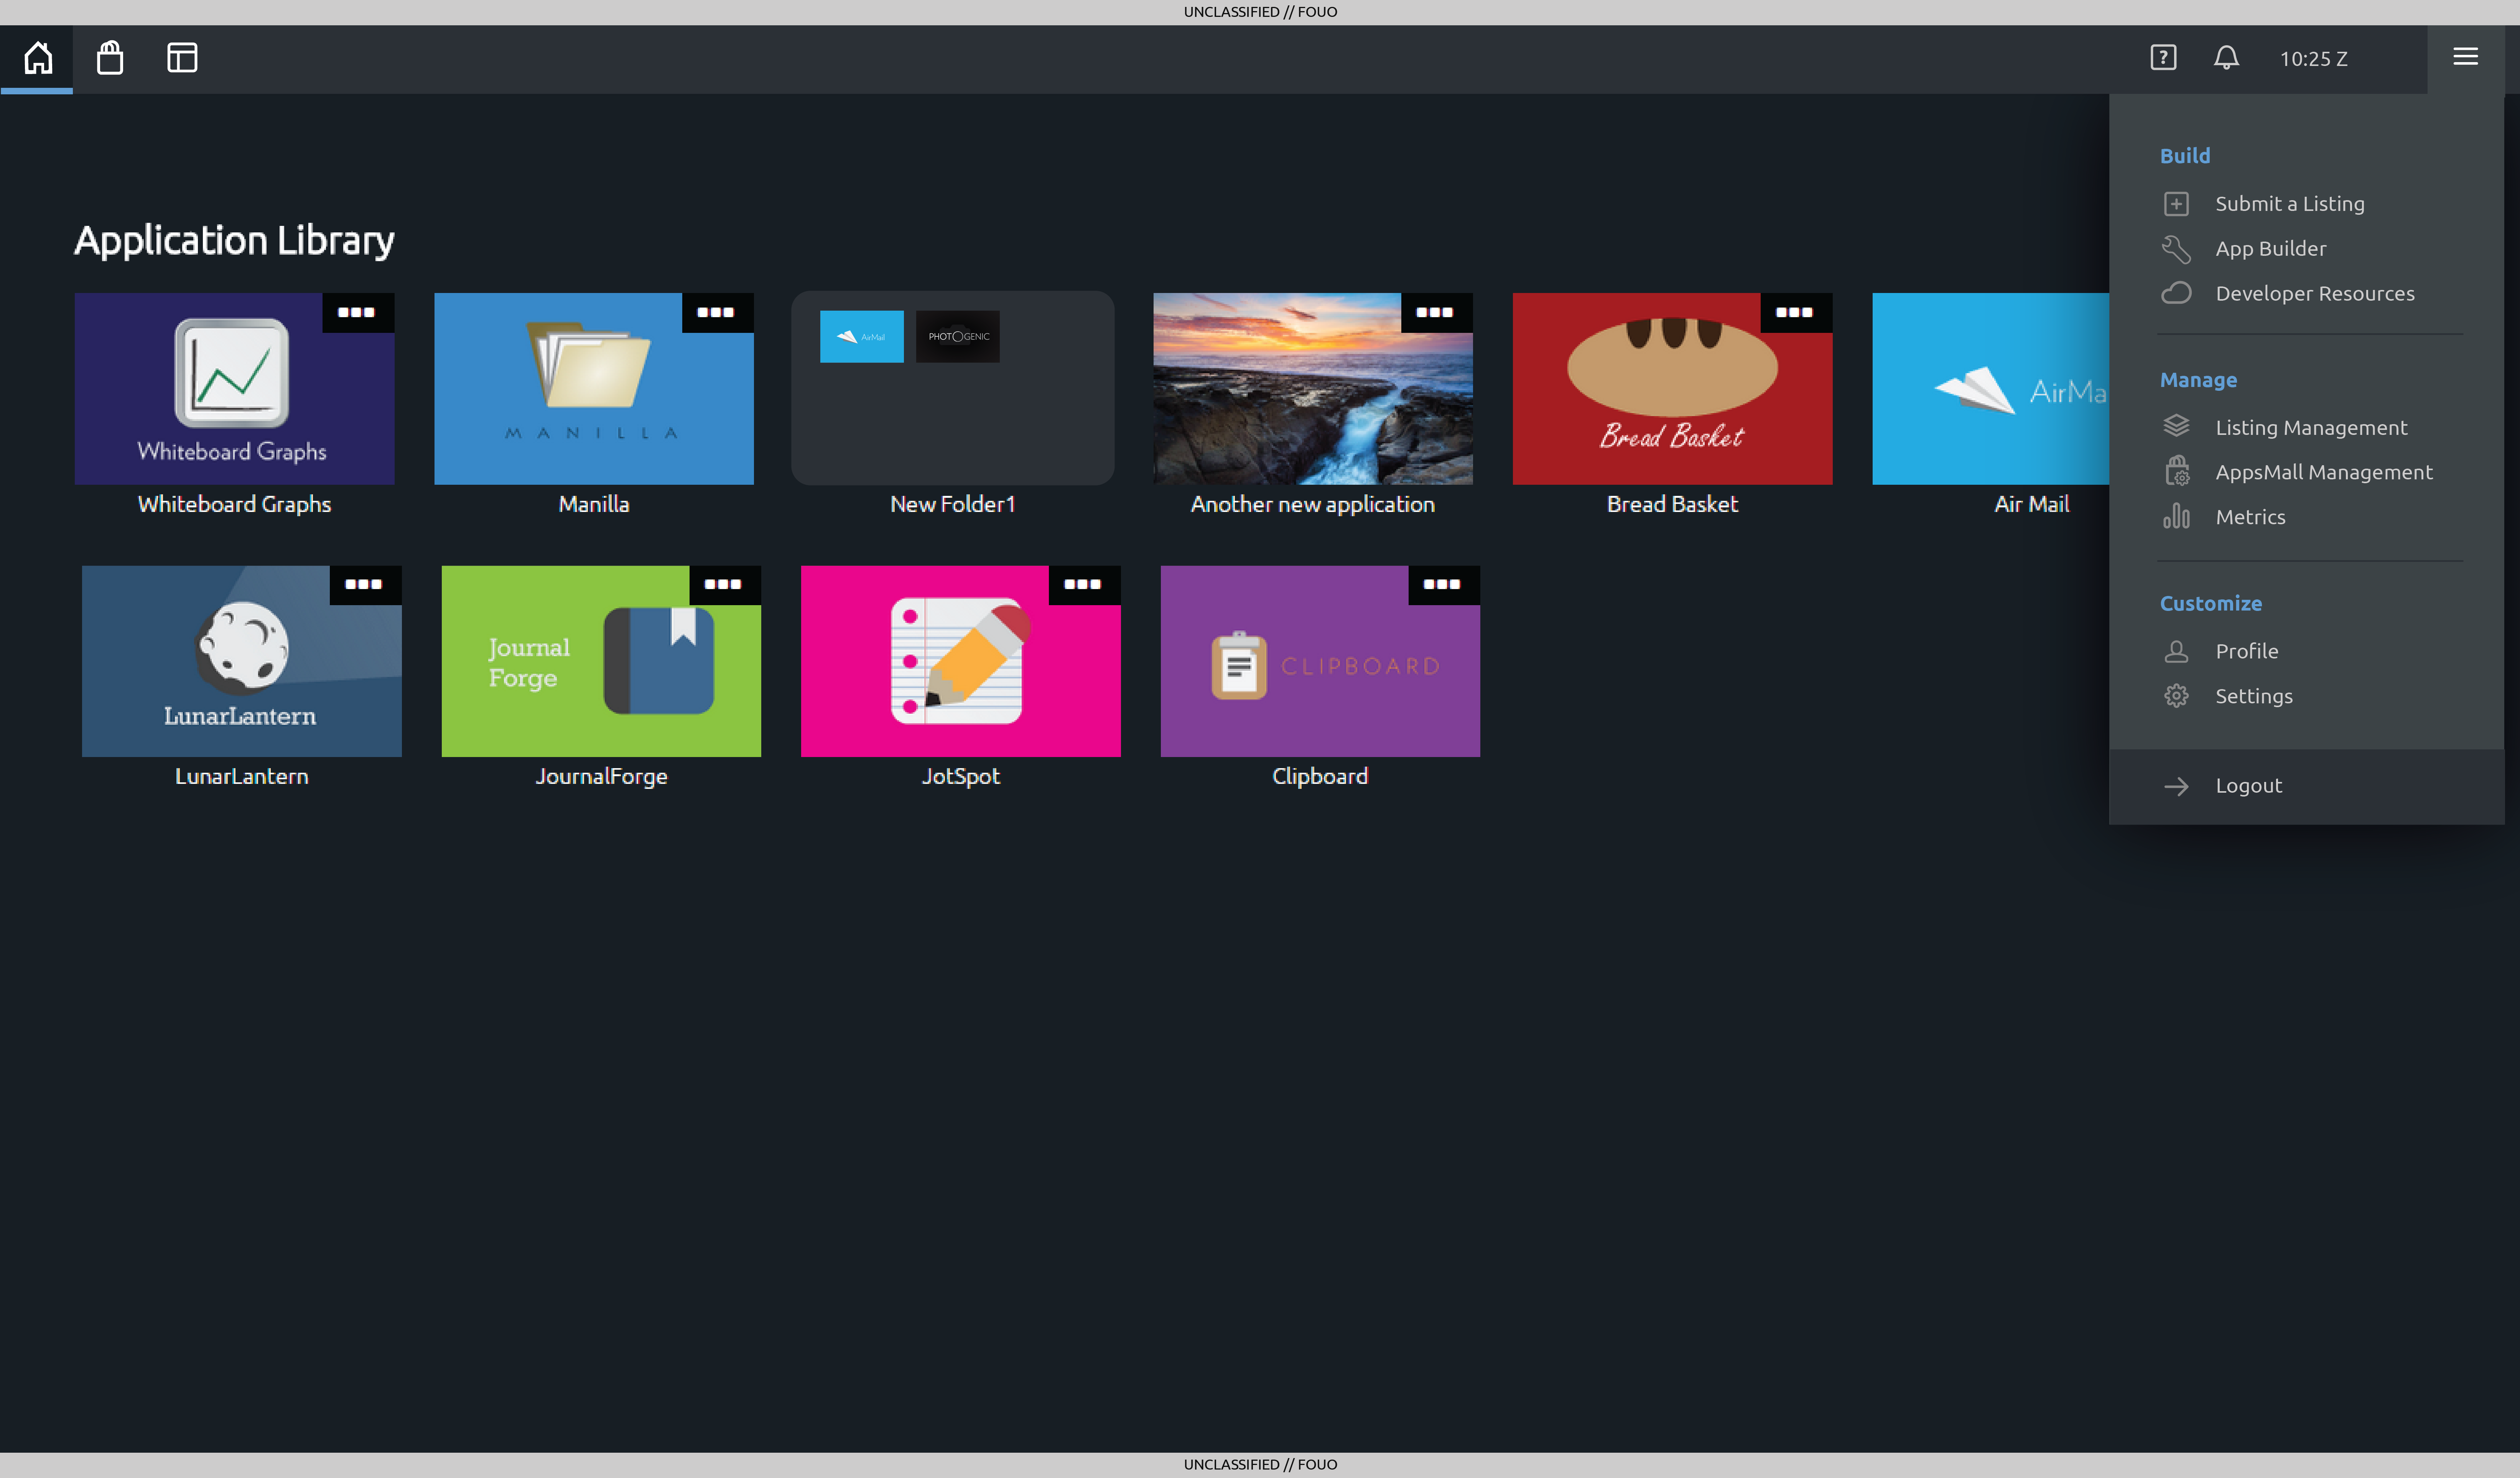 UNCLASSIFIED // FOUO
10:25 Z
Application Library
Whiteboard Graphs
Whiteboard Graphs
MANILLA
Manilla
AirMail
PHOTOGENIC
New Folder1
Another new application
Bread Basket
Bread Basket
AirMa
Air Mail
LunarLantern
LunarLantern
Journal
Forge
JournalForge
JotSpot
CLIPBOARD
Clipboard
Build
Submit a Listing
App Builder
Developer Resources
Manage
Listing Management
AppsMall Management
Metrics
Customize
Profile
Settings
Logout
UNCLASSIFIED // FOUO